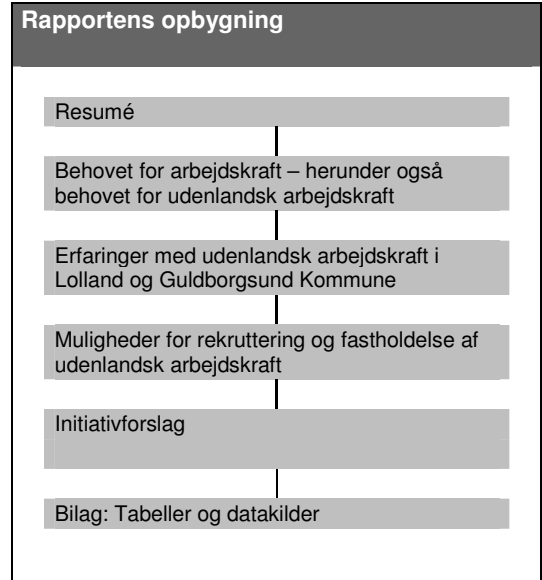 Rapportens opbygning
Resumé
Behovet for arbejdskraft – herunder også
behovet for udenlandsk arbejdskraft
Erfaringer med udenlandsk arbejdskraft i
Lolland og Guldborgsund Kommune
Muligheder for rekruttering og fastholdelse af
udenlandsk arbejdskraft
Initiativforslag
Bilag: Tabeller og datakilder